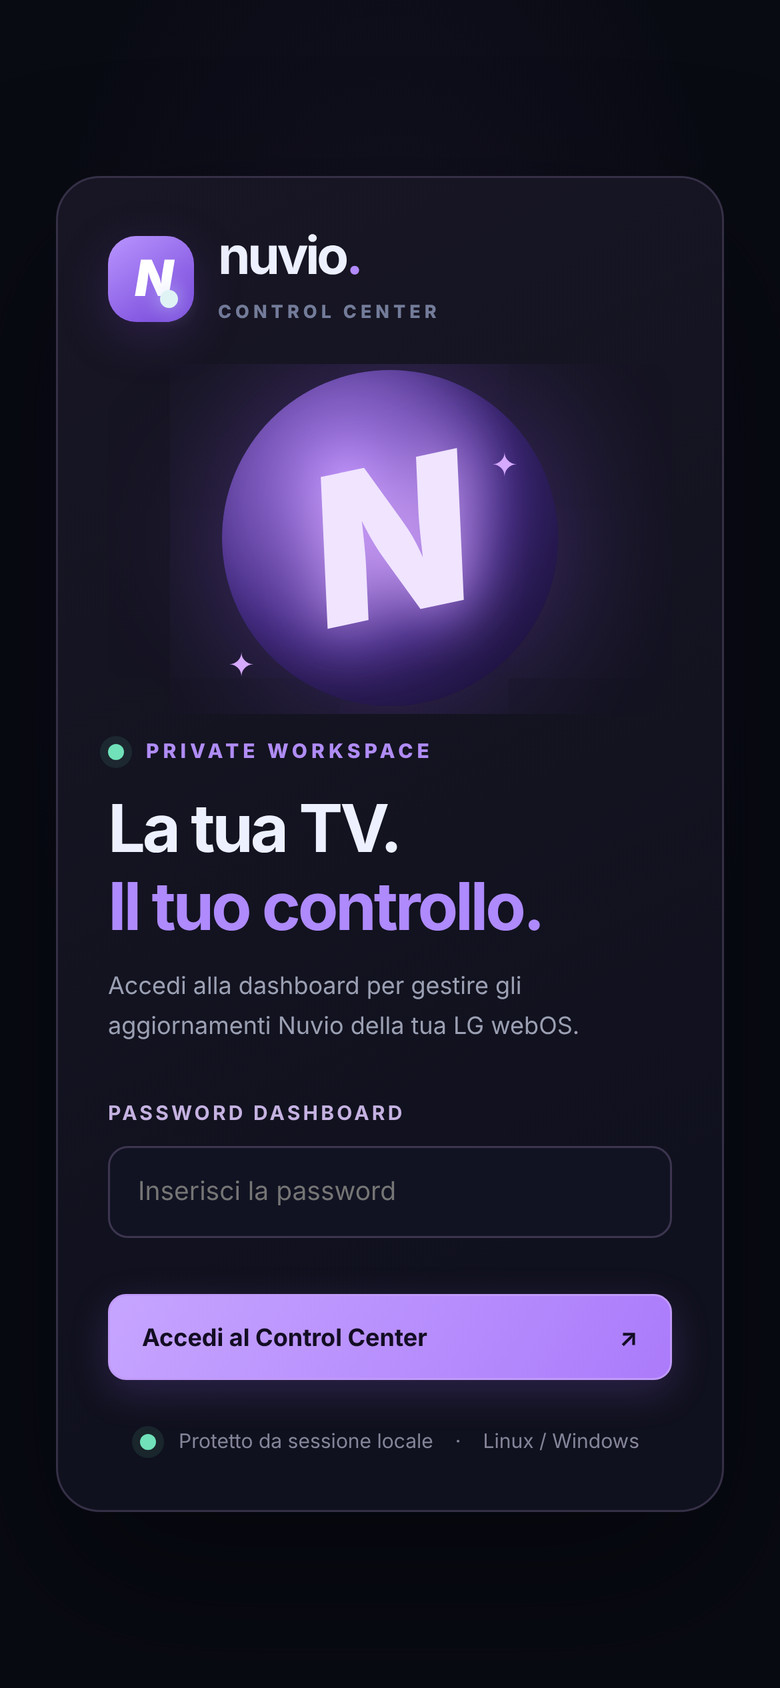 N
nuvio.
CONTROL CENTER
N
PRIVATE WORKSPACE
La tua TV.
Il tuo controllo.
Accedi alla dashboard per gestire gli
aggiornamenti Nuvio della tua LG webOS.
PASSWORD DASHBOARD
Inserisci la password
Accedi al Control Center ↗
Protetto da sessione locale · Linux / Windows